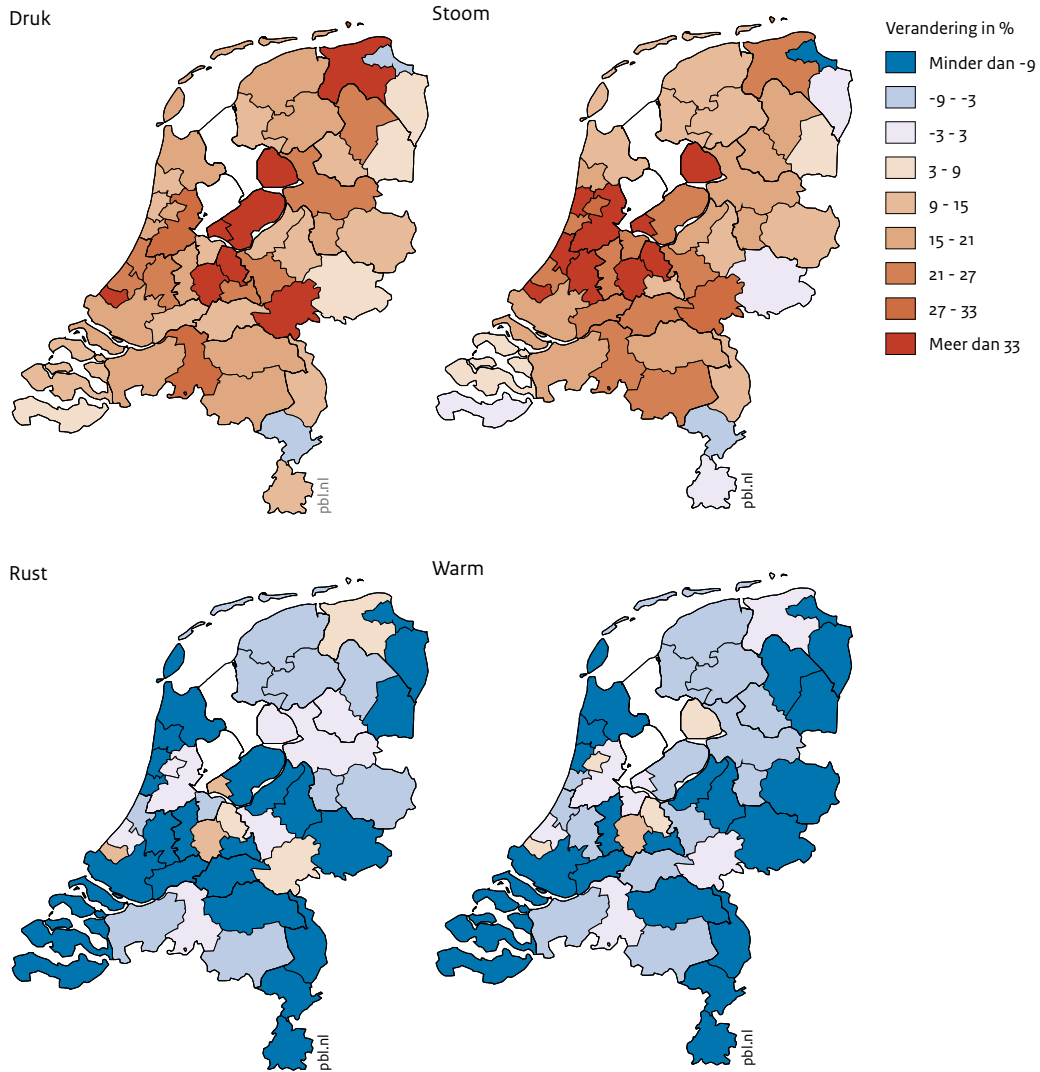 Druk
Stoom
Verandering in %
Minder dan -9
-9 - -3
-3 - 3
3 - 9
9 - 15
15 - 21
21 - 27
27 - 33
Meer dan 33
pbl.nl
pbl.nl
Rust
Warm
pbl.nl
pbl.nl